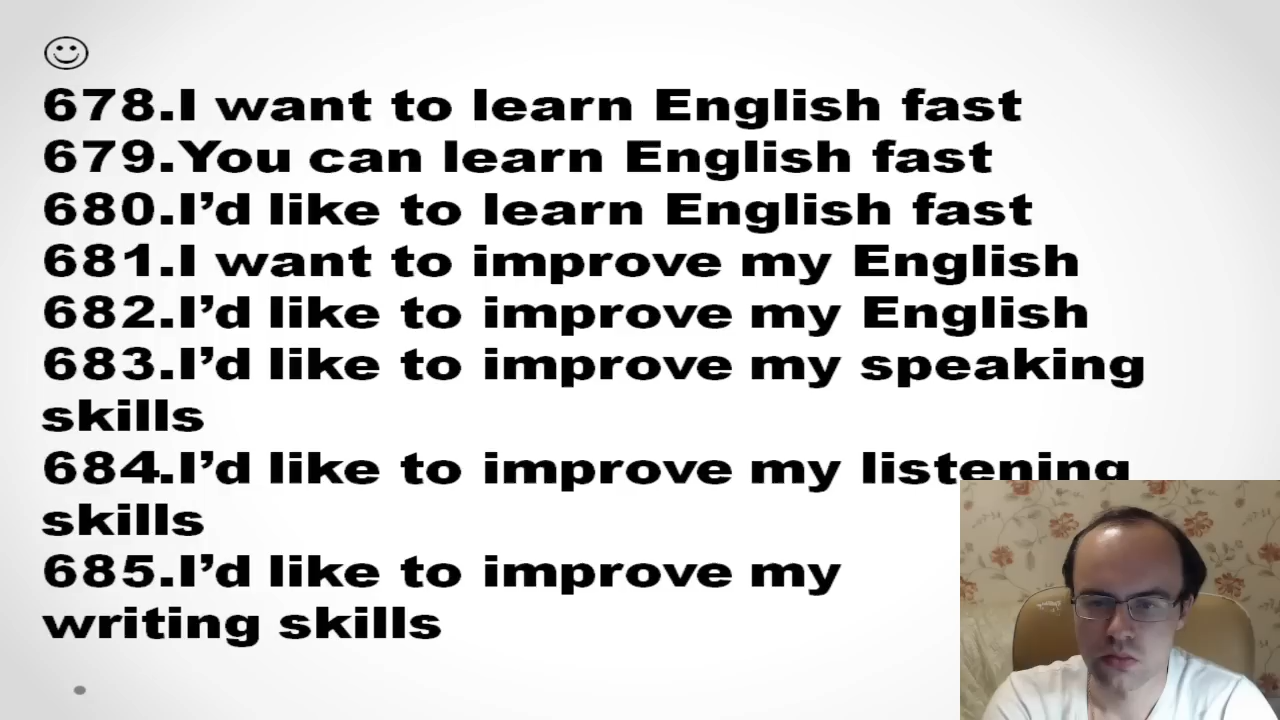 678.I want to learn English fast
679.You can learn English fast
680.I’d like to learn English fast
681.I want to improve my English
682.I’d like to improve my English
683.I’d like to improve my speaking
skills
684.I’d like to improve my listening
skills
685.I’d like to improve my
writing skills